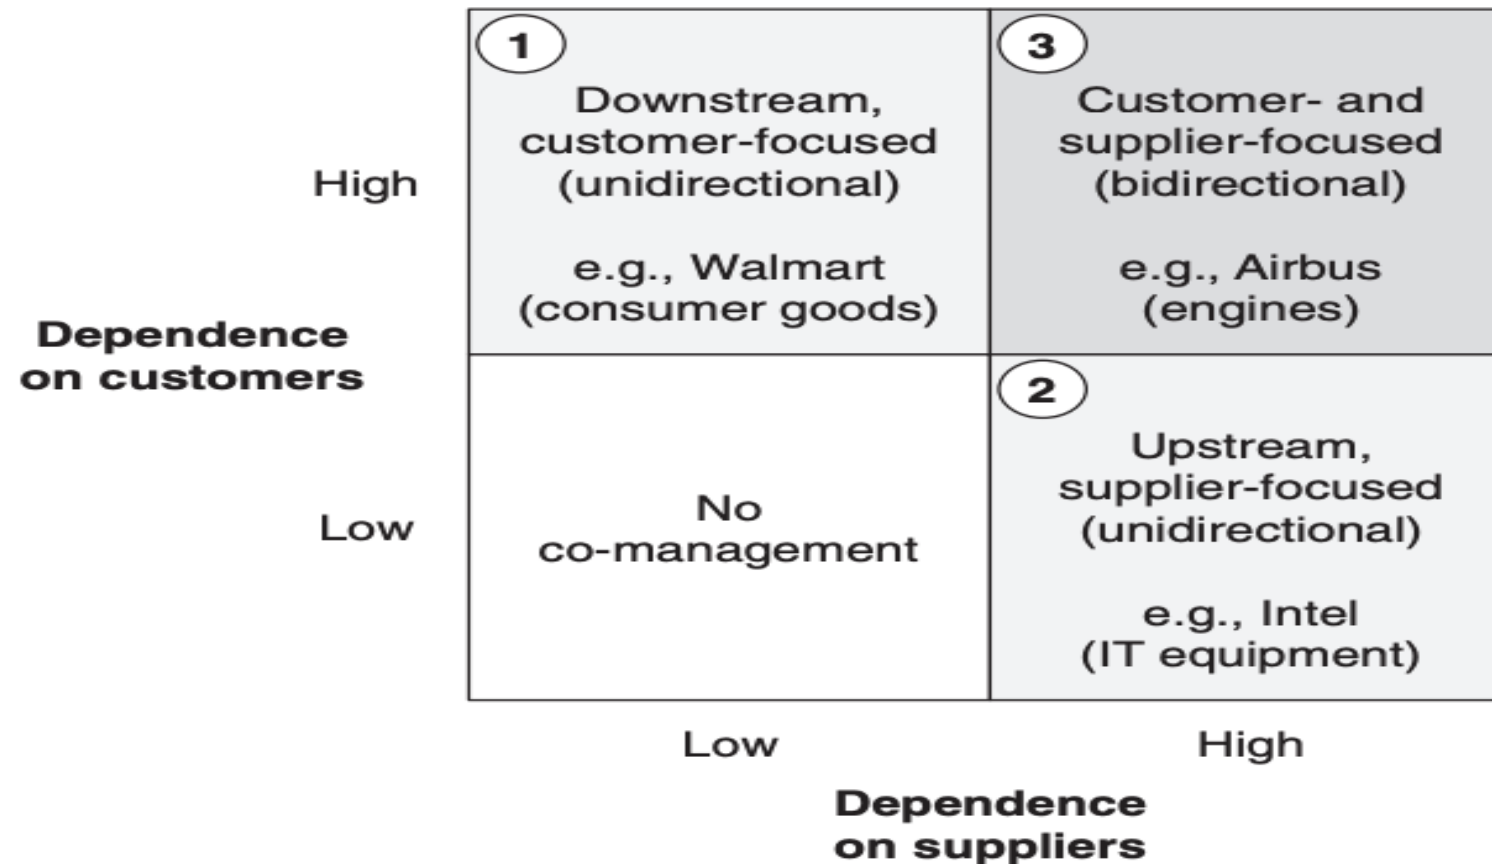 1
Downstream,
customer-focused
(unidirectional)
e.g., Walmart
(consumer goods)
3
Customer- and
supplier-focused
(bidirectional)
e.g., Airbus
(engines)
High
Dependence
on customers
Low
No
co-management
2
Upstream,
supplier-focused
(unidirectional)
e.g., Intel
(IT equipment)
Low
High
Dependence
on suppliers